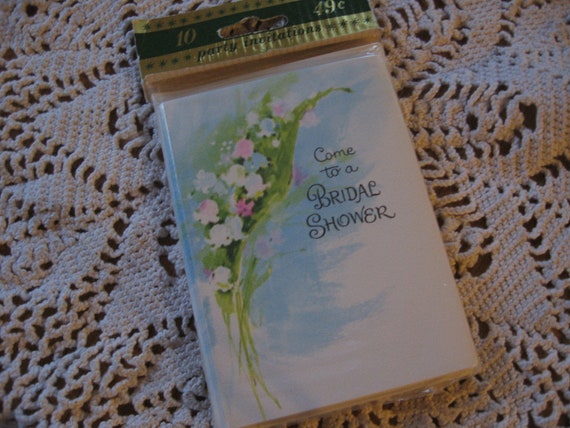 10 49¢
party invitations
Come
to a
BRIDAL
SHOWER